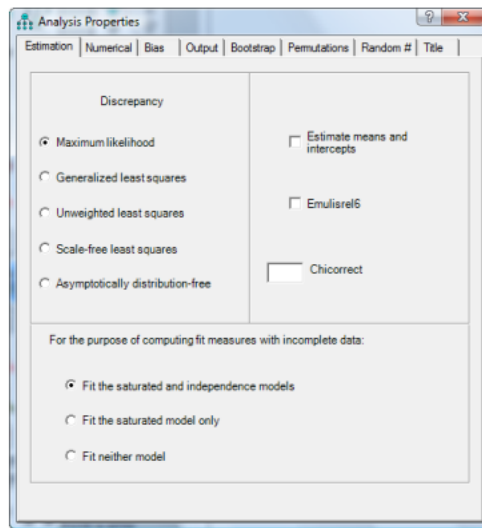 Analysis Properties
Estimation Numerical Bias Output Bootstrap Permutations Random # Title
Discrepancy
Maximum likelihood
Generalized least squares
Unweighted least squares
Scale-free least squares
Asymptotically distribution-free
Estimate means and
intercepts
Emulisrel6
Chicorrect
For the purpose of computing fit measures with incomplete data:
Fit the saturated and independence models
Fit the saturated model only
Fit neither model